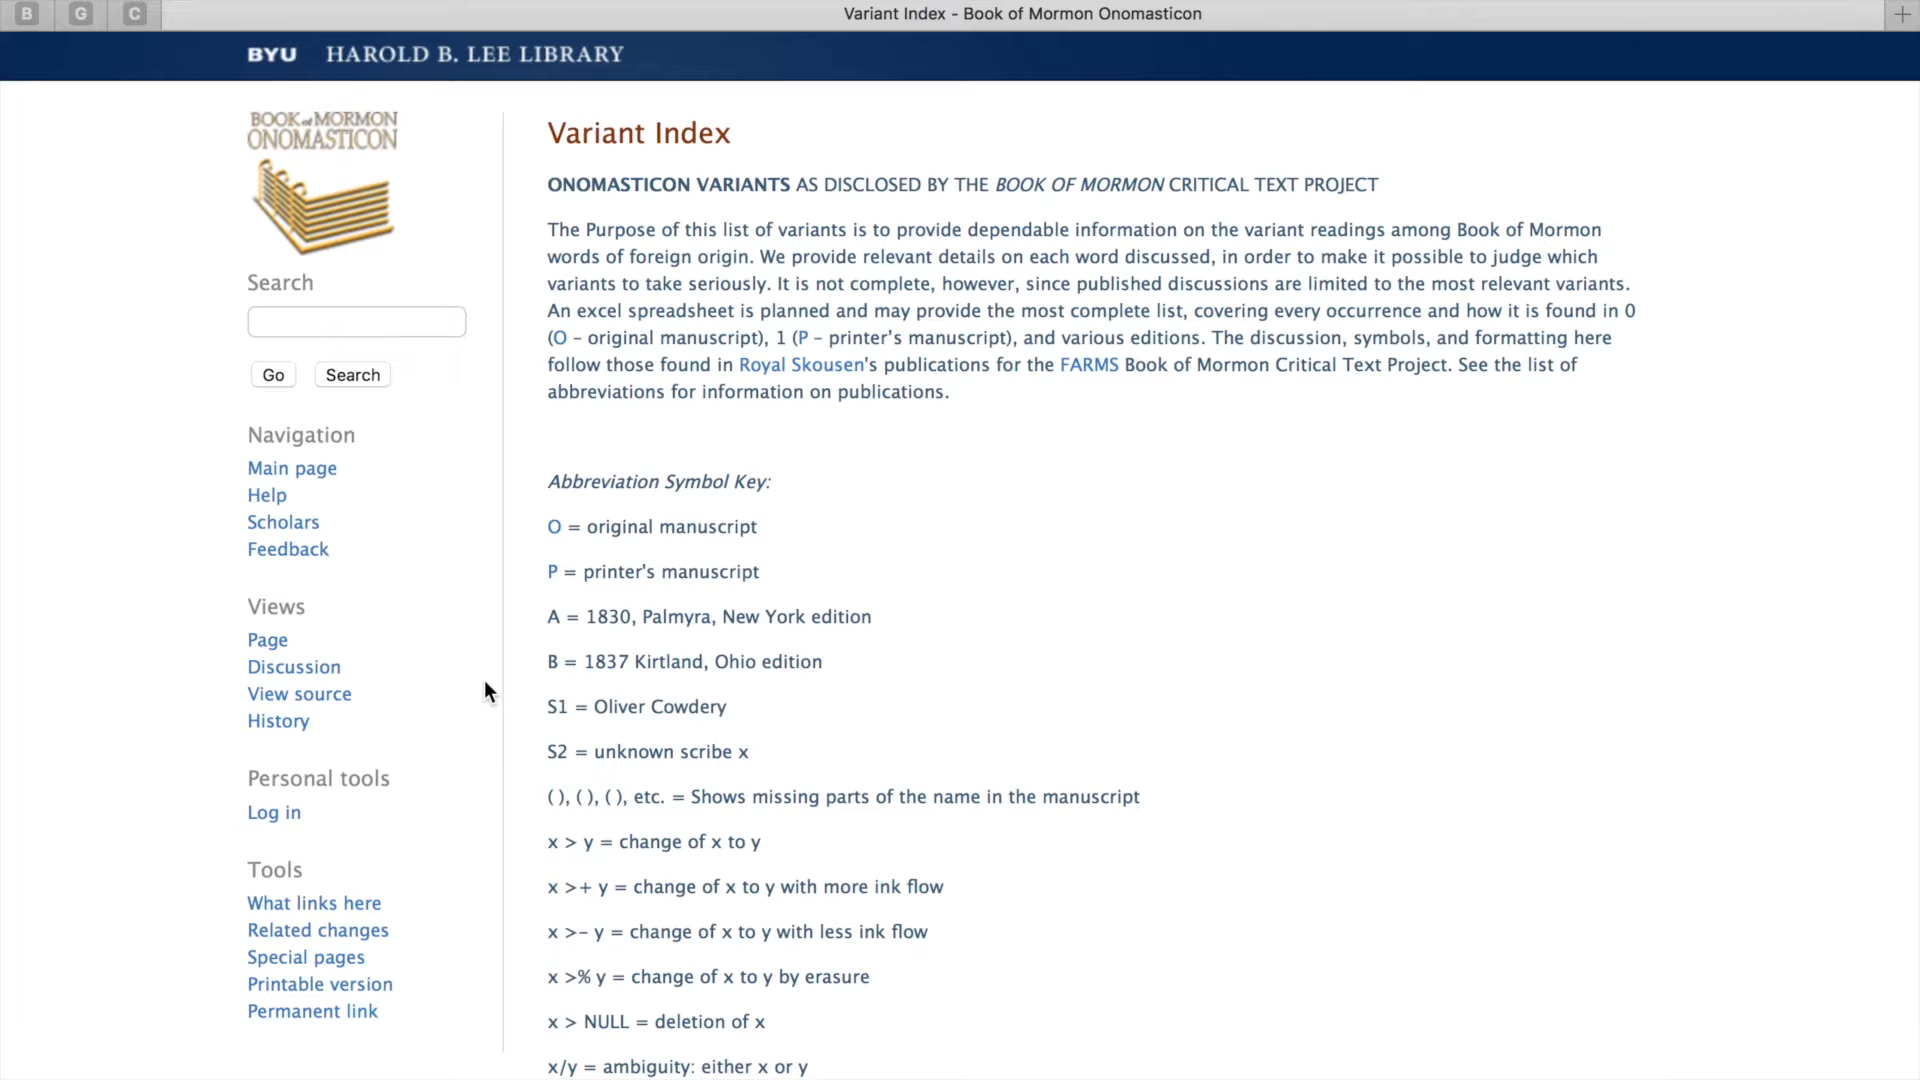 B G C Variant Index - Book of Mormon Onomasticon
BYU HAROLD B. LEE LIBRARY
BOOK of MORMON
ONOMASTICON
Search
Go Search
Navigation
Main page
Help
Scholars
Feedback
Views
Page
Discussion
View source
History
Personal tools
Log in
Tools
What links here
Related changes
Special pages
Printable version
Permanent link
Variant Index
ONOMASTICON VARIANTS AS DISCLOSED BY THE BOOK OF MORMON CRITICAL TEXT PROJECT
The Purpose of this list of variants is to provide dependable information on the variant readings among Book of Mormon
words of foreign origin. We provide relevant details on each word discussed, in order to make it possible to judge which
variants to take seriously. It is not complete, however, since published discussions are limited to the most relevant variants.
An excel spreadsheet is planned and may provide the most complete list, covering every occurrence and how it is found in 0
(O – original manuscript), 1 (P – printer’s manuscript), and various editions. The discussion, symbols, and formatting here
follow those found in Royal Skousen's publications for the FARMS Book of Mormon Critical Text Project. See the list of
abbreviations for information on publications.
Abbreviation Symbol Key:
O = original manuscript
P = printer's manuscript
A = 1830, Palmyra, New York edition
B = 1837 Kirtland, Ohio edition
S1 = Oliver Cowdery
S2 = unknown scribe x
( ), ( ), ( ), etc. = Shows missing parts of the name in the manuscript
x > y = change of x to y
x >+ y = change of x to y with more ink flow
x >– y = change of x to y with less ink flow
x >% y = change of x to y by erasure
x > NULL = deletion of x
x/y = ambiguity: either x or y